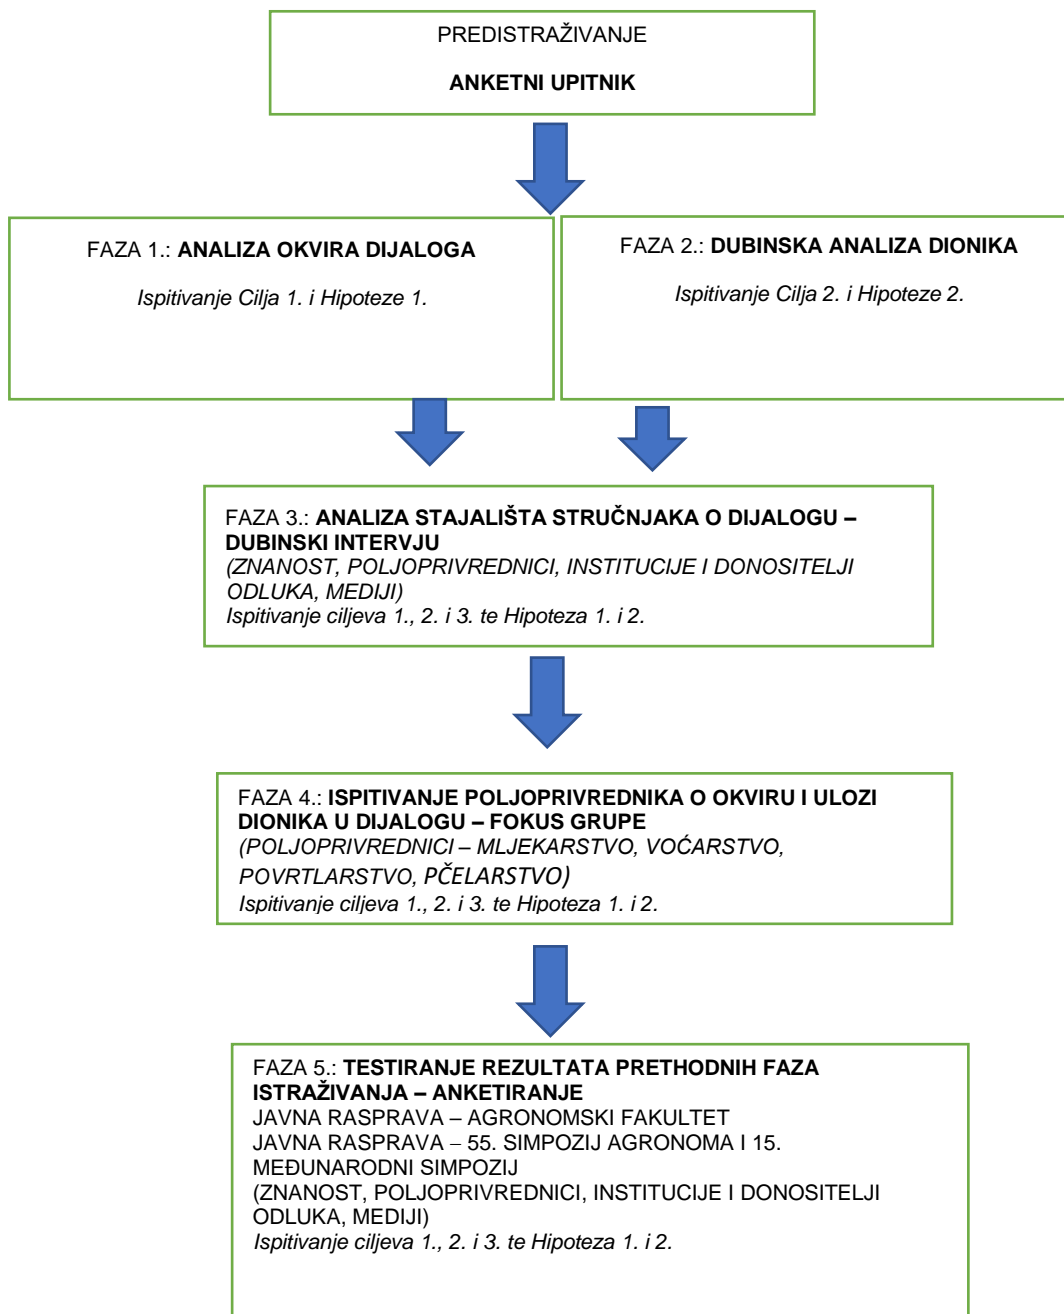 PREDISTRAŽIVANJE
ANKETNI UPITNIK
FAZA 1.: ANALIZA OKVIRA DIJALOGA
Ispitivanje Cilja 1. i Hipoteze 1.
FAZA 2.: DUBINSKA ANALIZA DIONIKA
Ispitivanje Cilja 2. i Hipoteze 2.
FAZA 3.: ANALIZA STAJALIŠTA STRUČNJAKA O DIJALOGU –
DUBINSKI INTERVJU
(ZNANOST, POLJOPRIVREDNICI, INSTITUCIJE I DONOSITELJI
ODLUKA, MEDIJI)
Ispitivanje ciljeva 1., 2. i 3. te Hipoteza 1. i 2.
FAZA 4.: ISPITIVANJE POLJOPRIVREDNIKA O OKVIRU I ULOZI
DIONIKA U DIJALOGU – FOKUS GRUPE
(POLJOPRIVREDNICI – MLJEKARSTVO, VOĆARSTVO,
POVRTLARSTVO, PČELARSTVO)
Ispitivanje ciljeva 1., 2. i 3. te Hipoteza 1. i 2.
FAZA 5.: TESTIRANJE REZULTATA PRETHODNIH FAZA
ISTRAŽIVANJA – ANKETIRANJE
JAVNA RASPRAVA – AGRONOMSKI FAKULTET
JAVNA RASPRAVA – 55. SIMPOZIJ AGRONOMA I 15.
MEĐUNARODNI SIMPOZIJ
(ZNANOST, POLJOPRIVREDNICI, INSTITUCIJE I DONOSITELJI
ODLUKA, MEDIJI)
Ispitivanje ciljeva 1., 2. i 3. te Hipoteza 1. i 2.